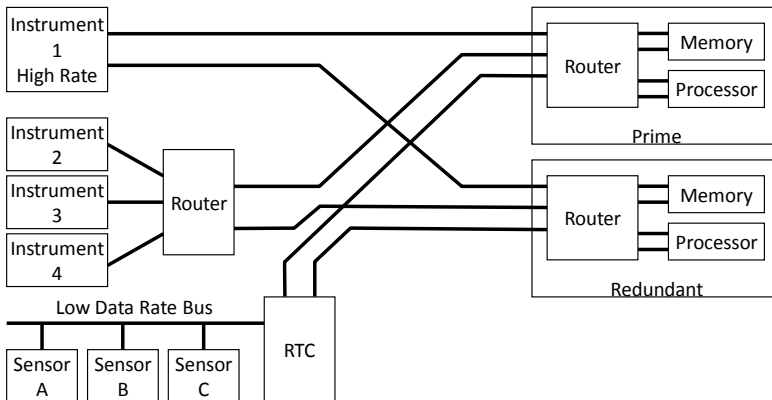 Instrument
1
High Rate
Router
Memory
Processor
Prime
Instrument
2
Instrument
3
Instrument
4
Router
Router
Memory
Processor
Redundant
Low Data Rate Bus
RTC
Sensor
A
Sensor
B
Sensor
C